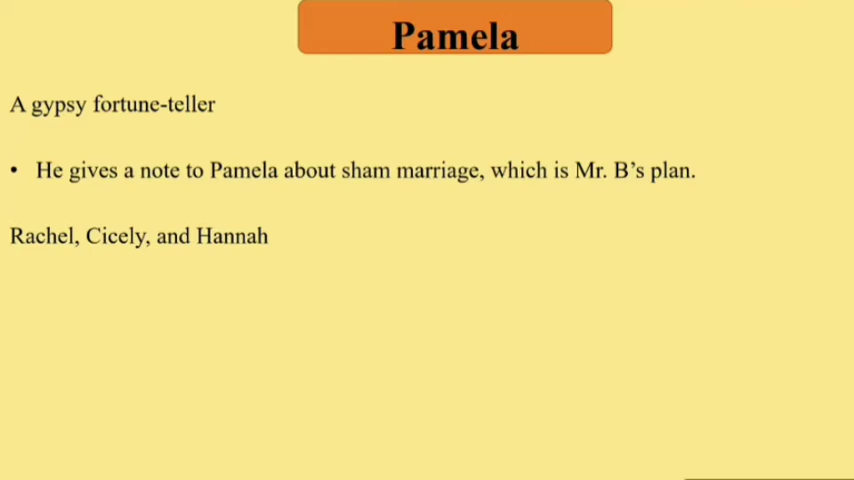 Pamela
A gypsy fortune-teller
• He gives a note to Pamela about sham marriage, which is Mr. B’s plan.
Rachel, Cicely, and Hannah